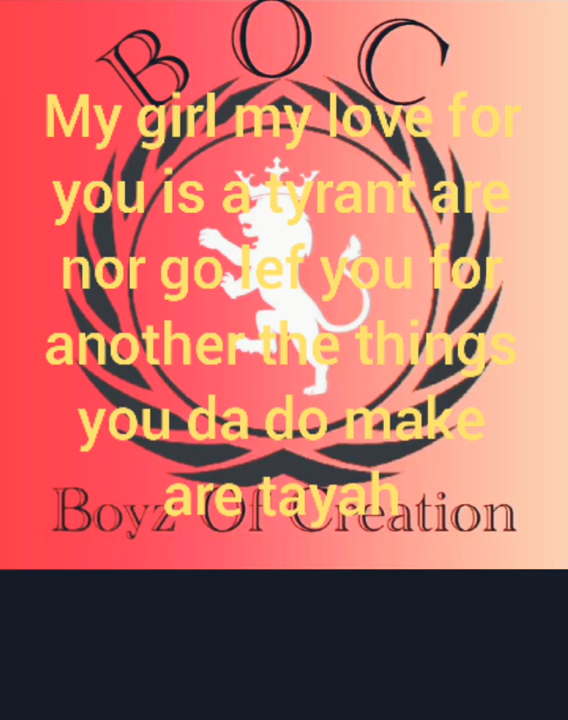 BOC
My girl my love for
you is a tyrant are
nor go lef you for
another the things
you da do make
are tayah
Boyz Of Creation